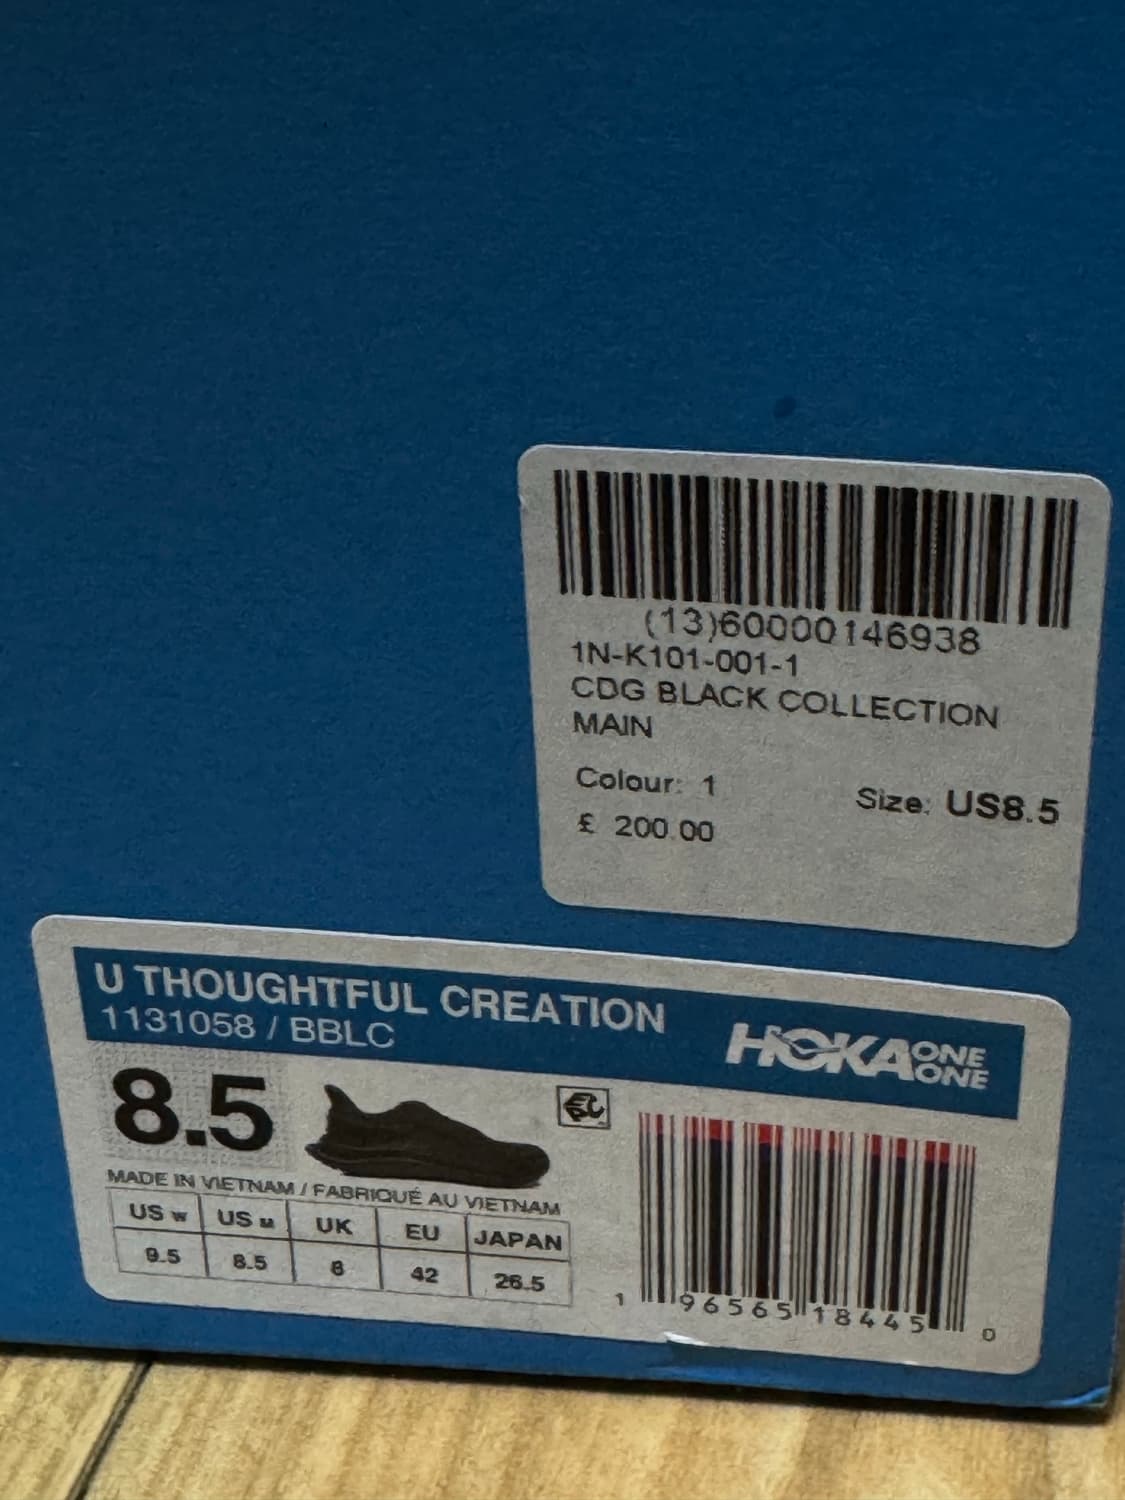 (13)60000146938
1N-K101-001-1
CDG BLACK COLLECTION
MAIN
Colour: 1
Size: US8.5
£ 200.00
U THOUGHTFUL CREATION
1131058 / BBLC
HOKA ONE ONE
8.5
MADE IN VIETNAM / FABRIQUÉ AU VIETNAM
US W US M UK EU JAPAN
9.5 8.5 8 42 26.5
1 96565 18445 0